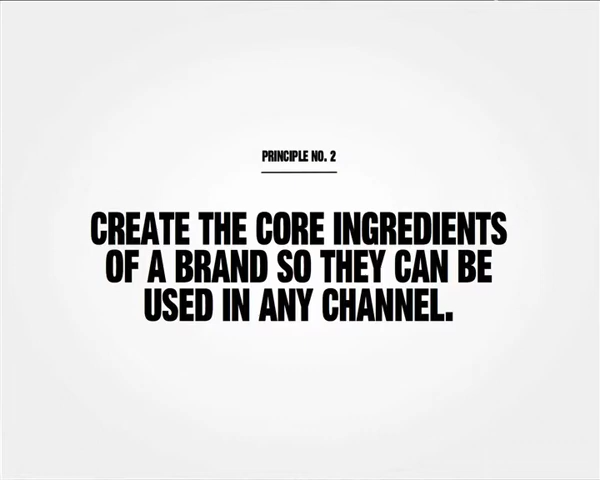 PRINCIPLE NO. 2
CREATE THE CORE INGREDIENTS
OF A BRAND SO THEY CAN BE
USED IN ANY CHANNEL.